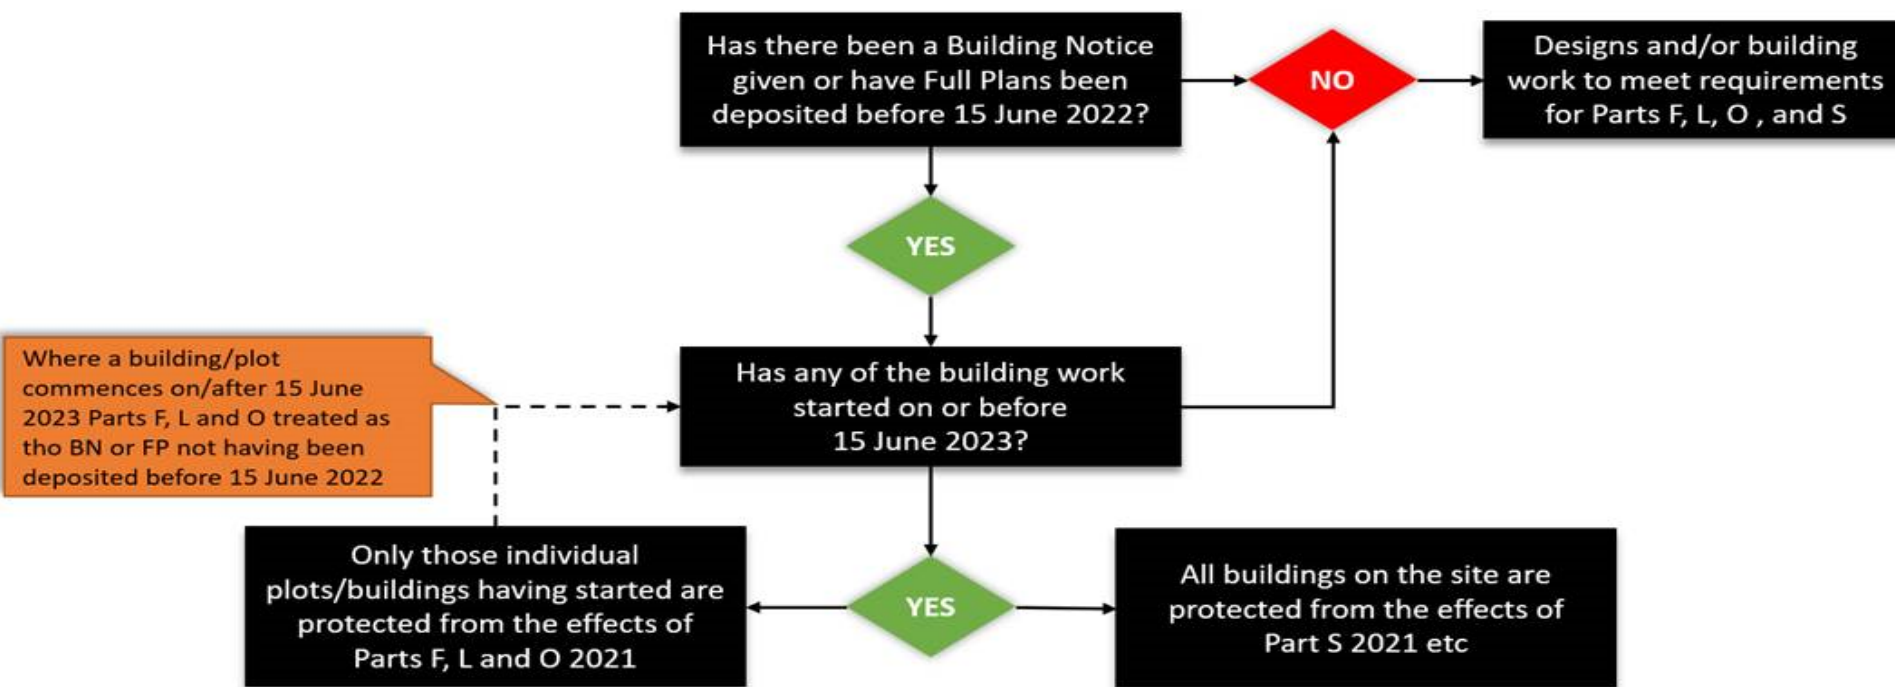 Has there been a Building Notice
given or have Full Plans been
deposited before 15 June 2022?
NO
Designs and/or building
work to meet requirements
for Parts F, L, O , and S
YES
Where a building/plot
commences on/after 15 June
2023 Parts F, L and O treated as
tho BN or FP not having been
deposited before 15 June 2022
Has any of the building work
started on or before
15 June 2023?
Only those individual
plots/buildings having started are
protected from the effects of
Parts F, L and O 2021
YES
All buildings on the site are
protected from the effects of
Part S 2021 etc